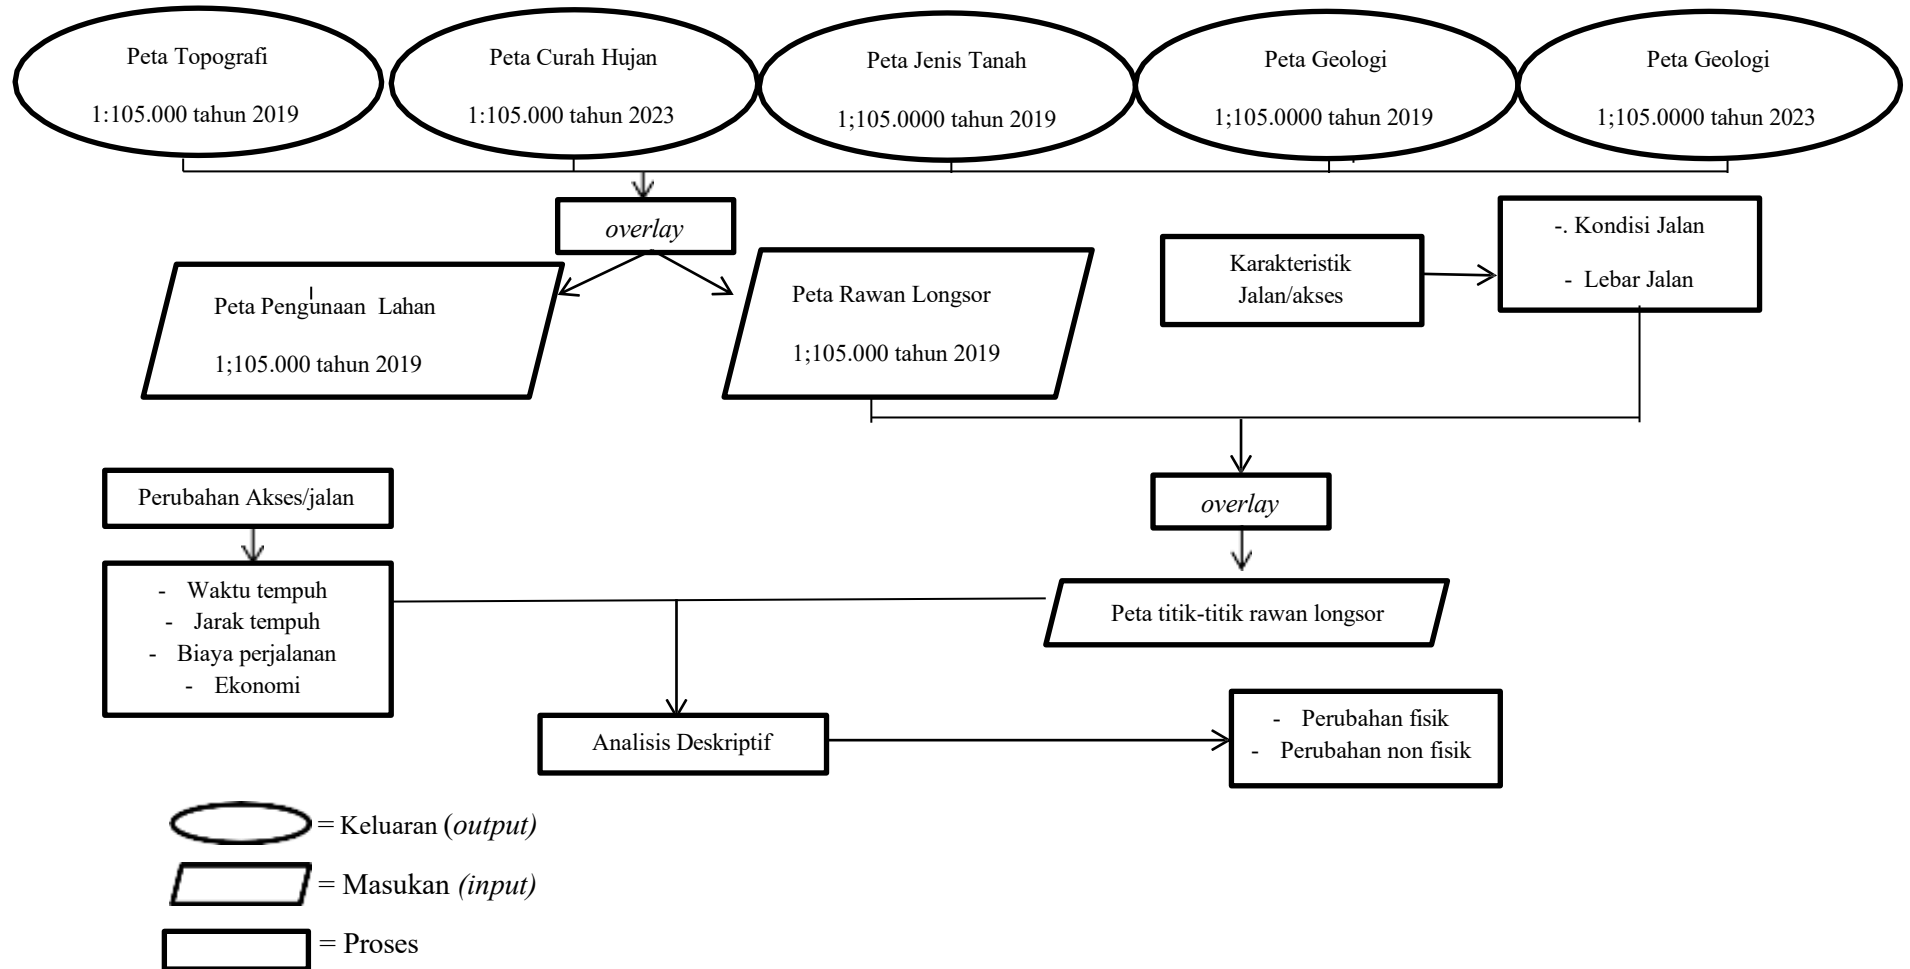 Peta Topografi
1:105.000 tahun 2019
Peta Curah Hujan
1:105.000 tahun 2023
Peta Jenis Tanah
1;105.0000 tahun 2019
Peta Geologi
1;105.0000 tahun 2019
Peta Geologi
1;105.0000 tahun 2023
overlay
Peta Pengunaan Lahan
1;105.000 tahun 2019
Peta Rawan Longsor
1;105.000 tahun 2019
Karakteristik
Jalan/akses
-. Kondisi Jalan
- Lebar Jalan
overlay
Perubahan Akses/jalan
- Waktu tempuh
- Jarak tempuh
- Biaya perjalanan
- Ekonomi
Peta titik-titik rawan longsor
Analisis Deskriptif
- Perubahan fisik
- Perubahan non fisik
= Keluaran (output)
= Masukan (input)
= Proses